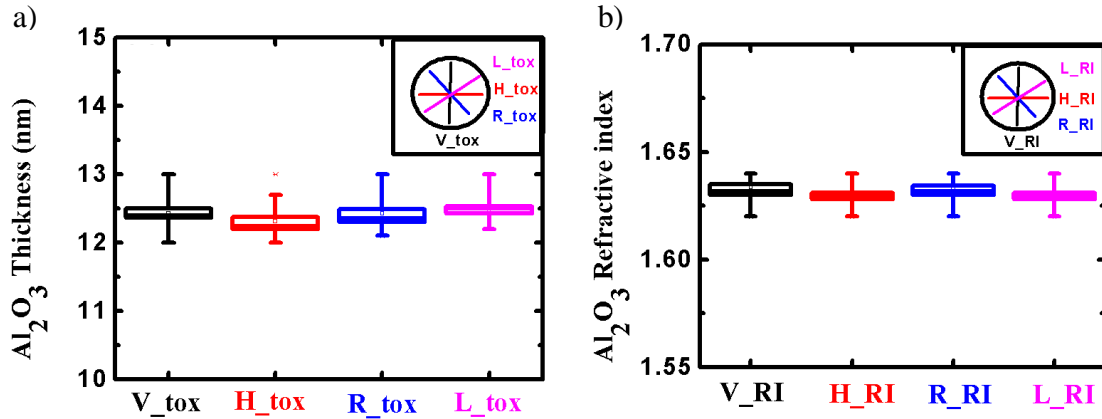 a)
15
14
13
12
11
10
Al2O3 Thickness (nm)
L_tox
H_tox
R_tox
V_tox
V_tox H_tox R_tox L_tox
b)
1.70
1.65
1.60
1.55
Al2O3 Refractive index
L_RI
H_RI
R_RI
V_RI
V_RI H_RI R_RI L_RI